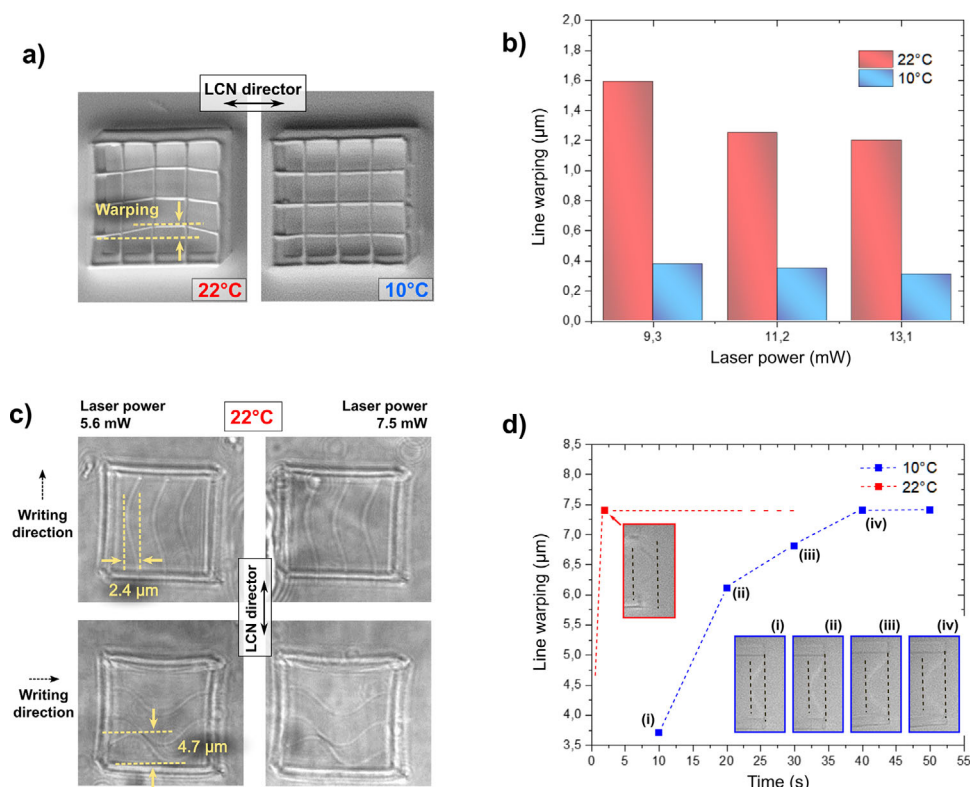 a)
LCN director
Warping
22°C
10°C
b)
2,0
1,8
1,6
1,4
1,2
1,0
0,8
0,6
0,4
0,2
0,0
Line warping (µm)
22°C
10°C
9,3
11,2
13,1
Laser power (mW)
c)
Laser power
5.6 mW
22°C
Laser power
7.5 mW
Writing
direction
2.4 µm
LCN director
Writing
direction
4.7 µm
d)
8,5
8,0
7,5
7,0
6,5
6,0
5,5
5,0
4,5
4,0
3,5
Line warping (µm)
10°C
22°C
(i)
(ii)
(iii)
(iv)
(i)
(ii)
(iii)
(iv)
0
5
10
15
20
25
30
35
40
45
50
55
Time (s)